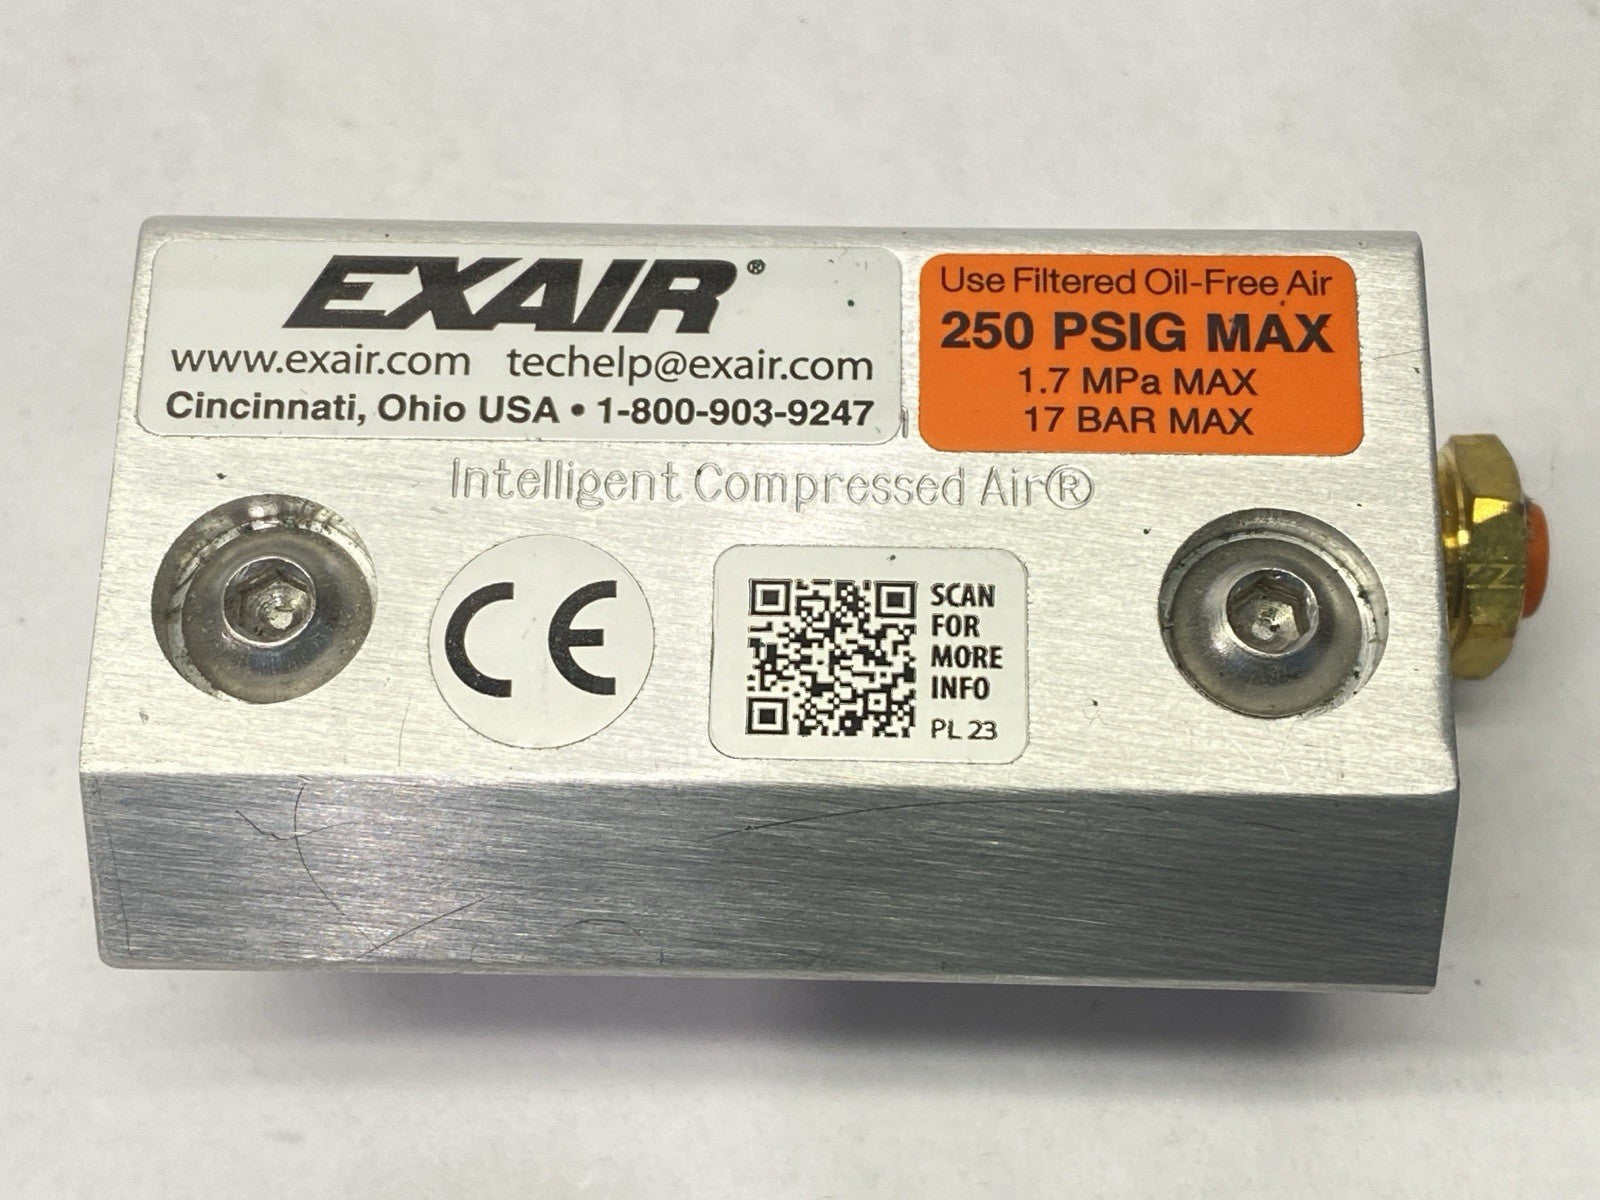 EXAIR®
www.exair.com techelp@exair.com
Cincinnati, Ohio USA • 1-800-903-9247
Use Filtered Oil-Free Air
250 PSIG MAX
1.7 MPa MAX
17 BAR MAX
Intelligent Compressed Air®
CE
SCAN
FOR
MORE
INFO
PL 23